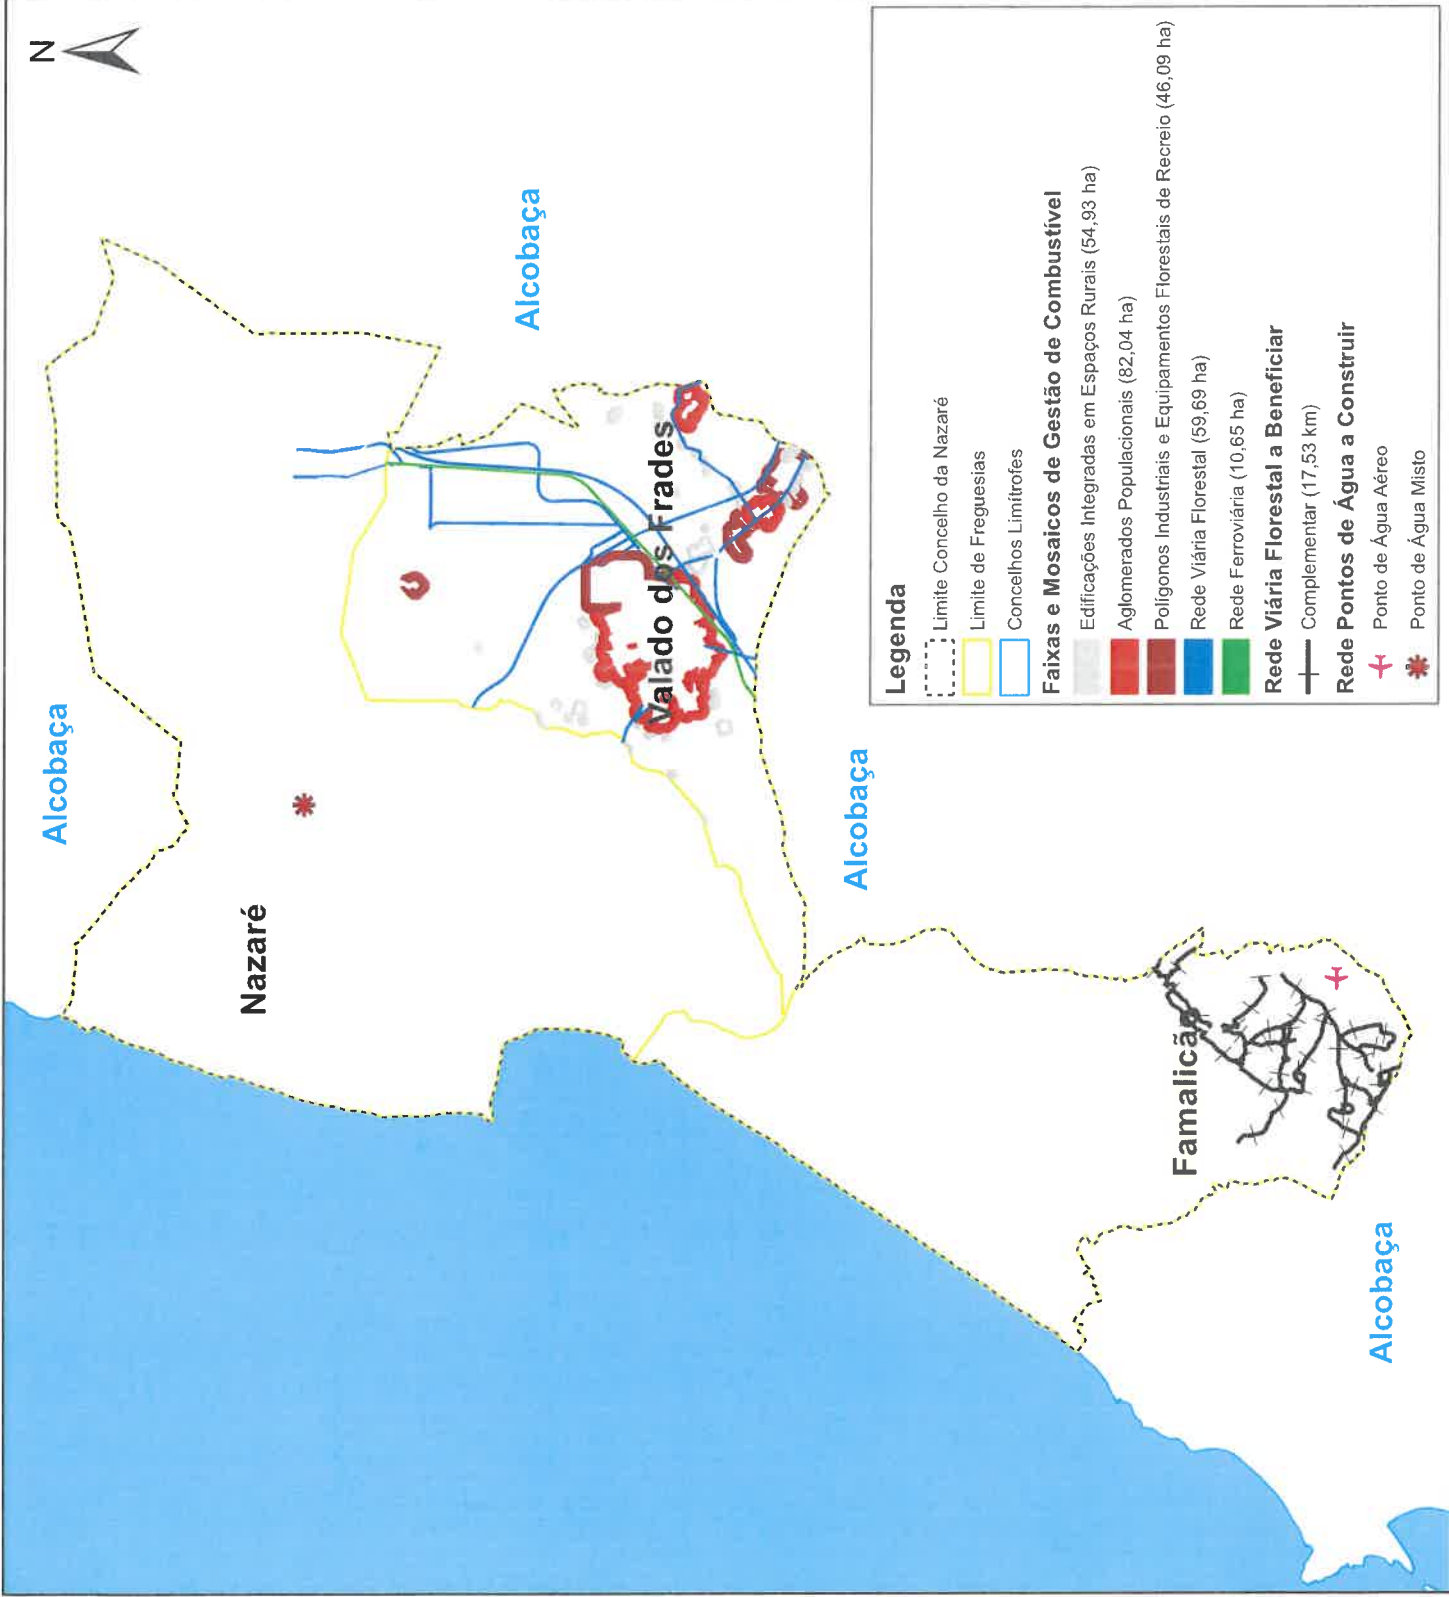 N
Alcobaça
Alcobaça
Nazaré
Valado dos Frades
Alcobaça
Famalicão
Alcobaça
Legenda
Limite Concelho da Nazaré
Limite de Freguesias
Concelhos Limítrofes
Faixas e Mosaicos de Gestão de Combustível
Edificações Integradas em Espaços Rurais (54,93 ha)
Aglomerados Populacionais (82,04 ha)
Polígonos Industriais e Equipamentos Florestais de Recreio (46,09 ha)
Rede Viária Florestal (59,69 ha)
Rede Ferroviária (10,65 ha)
Rede Viária Florestal a Beneficiar
Complementar (17,53 km)
Rede Pontos de Água a Construir
Ponto de Água Aéreo
Ponto de Água Misto